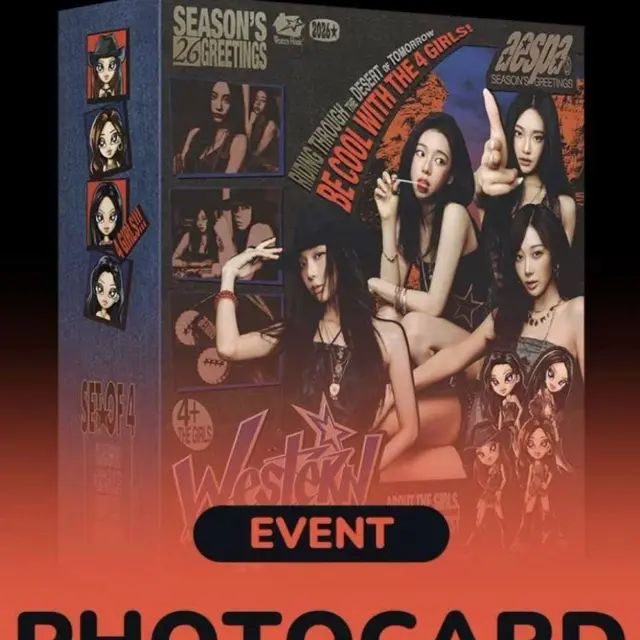 SEASON'S
26 GREETINGS
2026★
RIDING THROUGH THE DESERT OF TOMORROW
BE COOL WITH THE 4 GIRLS!
aespa
SEASON'S GREETINGS
4GIRLS!!!
SET OF 4
4+
THE GIRLS
Western
ABOUT THE GIRLS
EVENT
PHOTOCARD